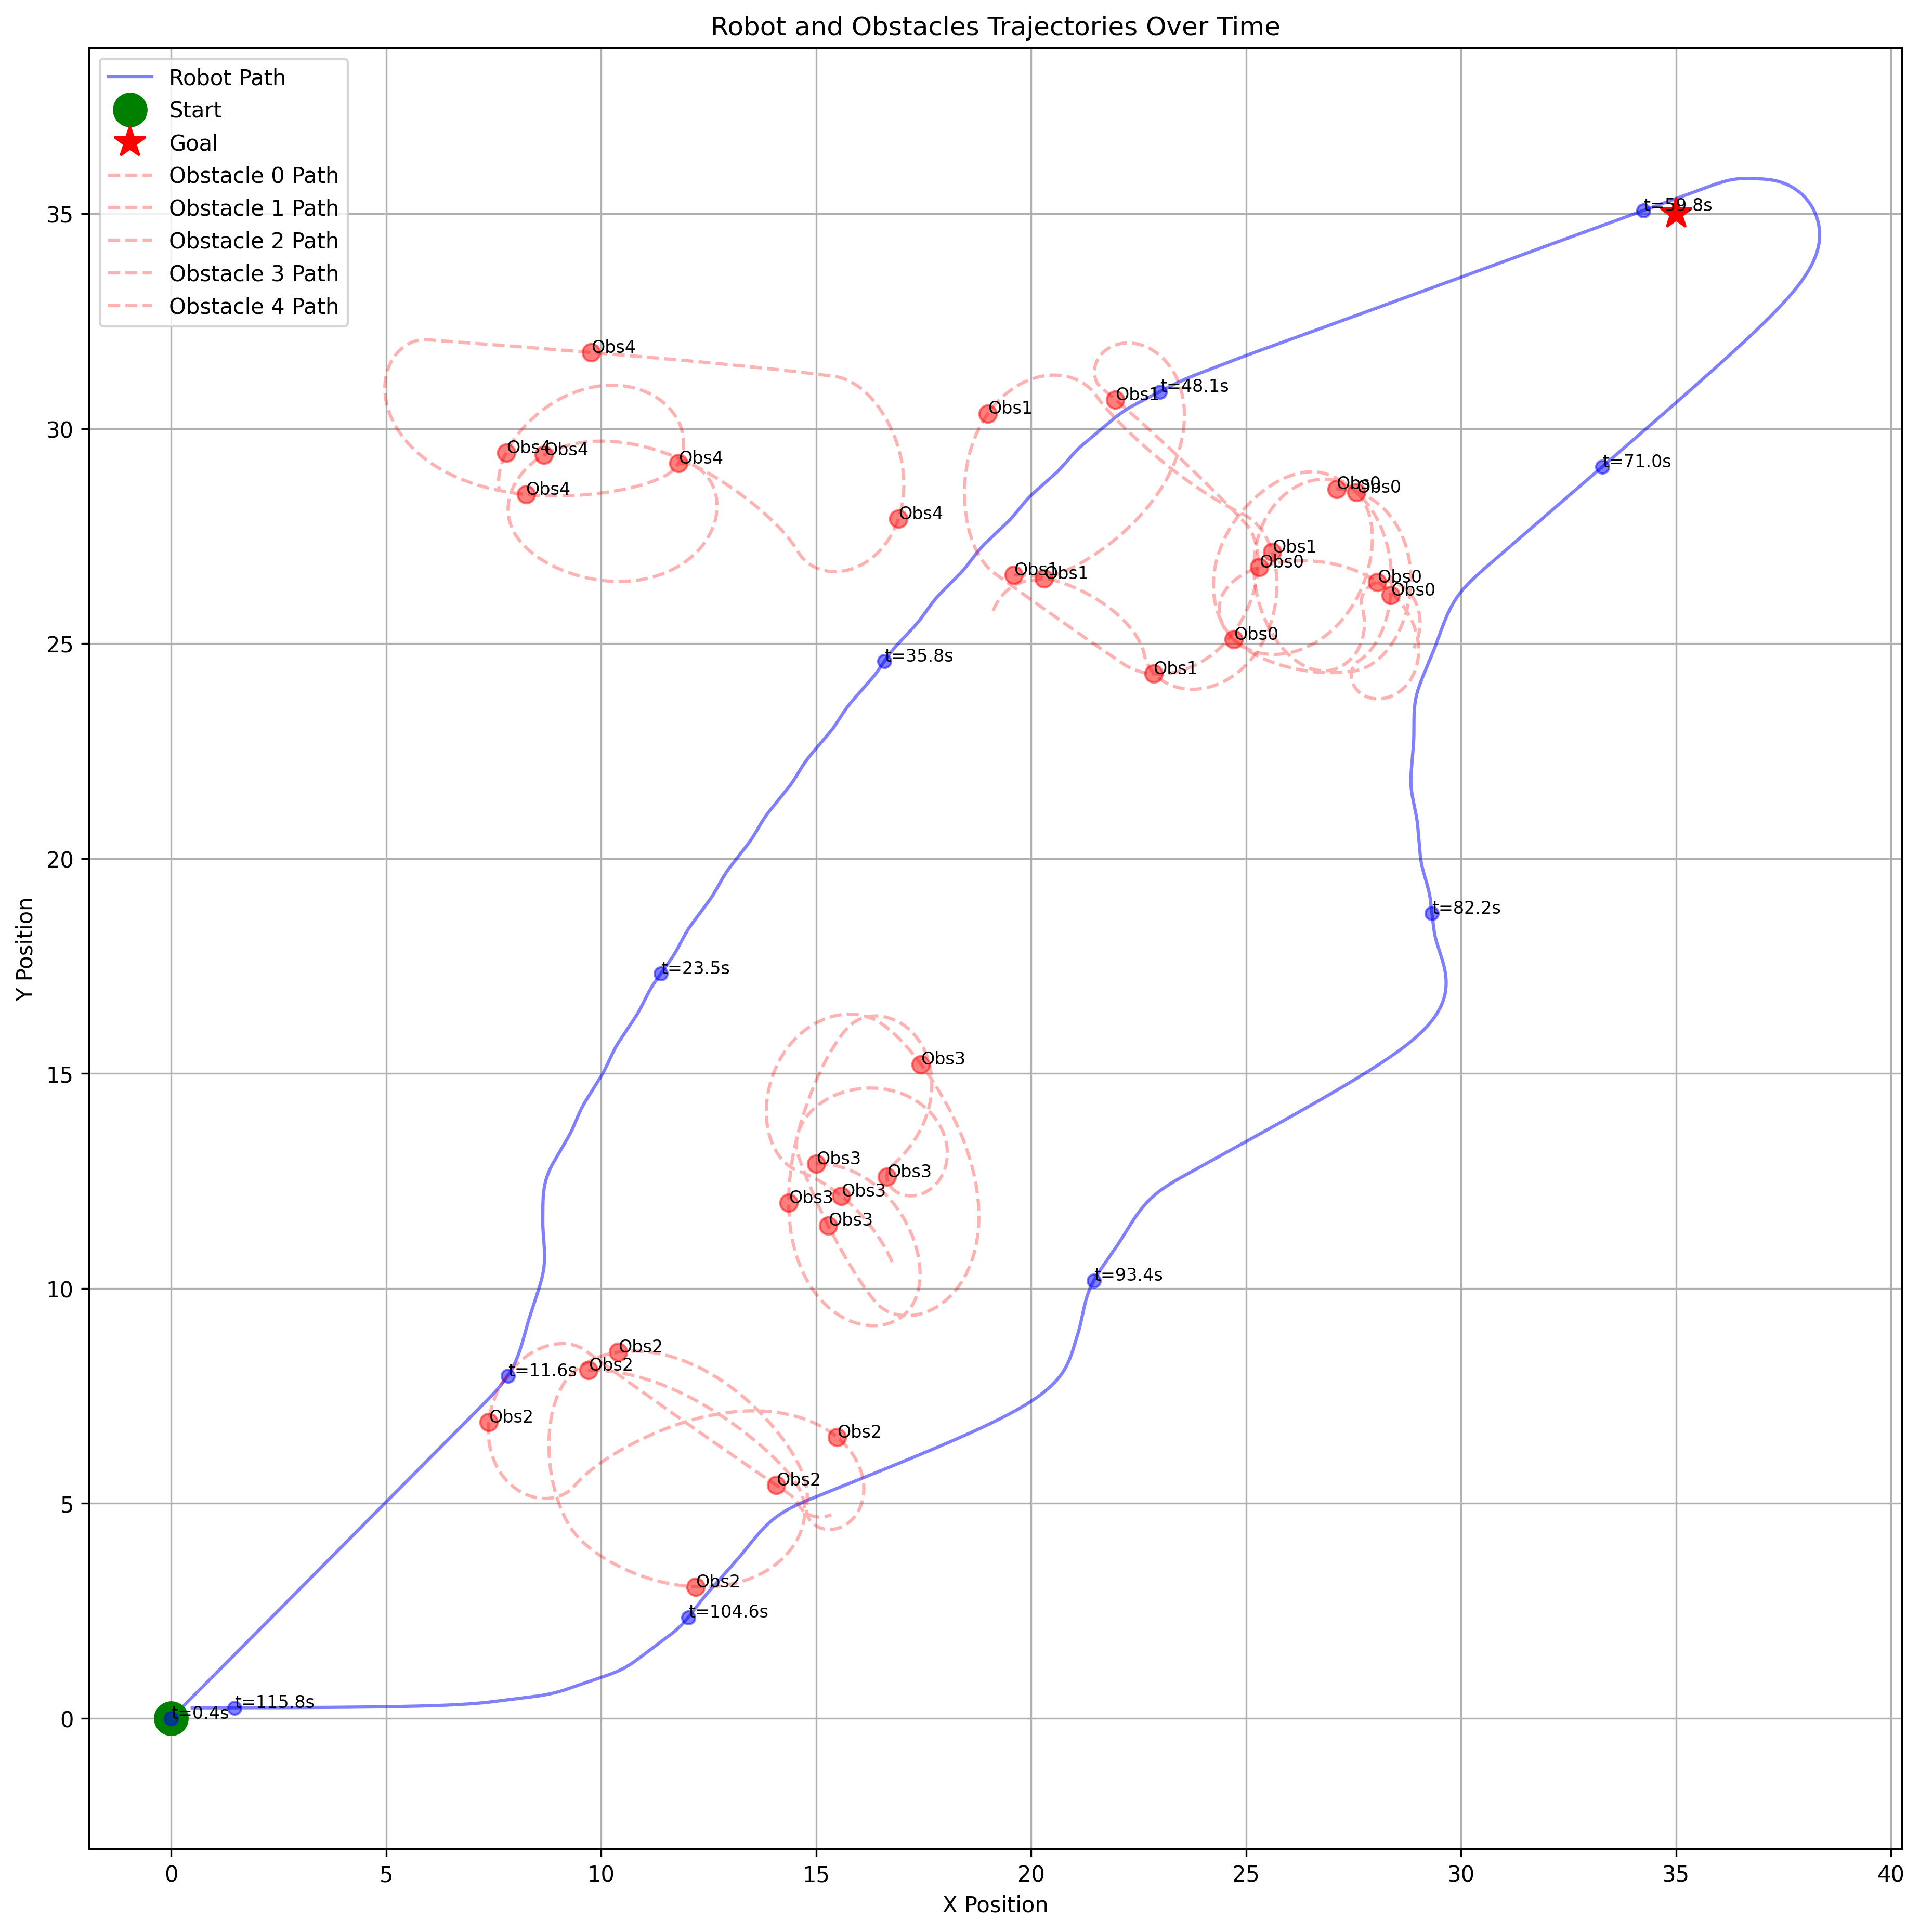 Robot and Obstacles Trajectories Over Time
Robot Path
Start
Goal
Obstacle 0 Path
Obstacle 1 Path
Obstacle 2 Path
Obstacle 3 Path
Obstacle 4 Path
t=59.8s
35
Obs4
Obs1
t=48.1s
Obs1
30
Obs4
Obs4
Obs4
t=71.0s
Obs4
Obs0
Obs0
Obs4
Obs1
Obs0
Obs1
Obs1
Obs0
Obs0
25
t=35.8s
Obs0
Obs1
20
t=82.2s
t=23.5s
15
Obs3
Obs3
Obs3
Obs3
Obs3
Obs3
10
t=93.4s
Obs2
t=11.6s
Obs2
Obs2
Obs2
5
Obs2
Obs2
t=104.6s
t=115.8s
0
t=0.4s
0 5 10 15 20 25 30 35 40
X Position
Y Position